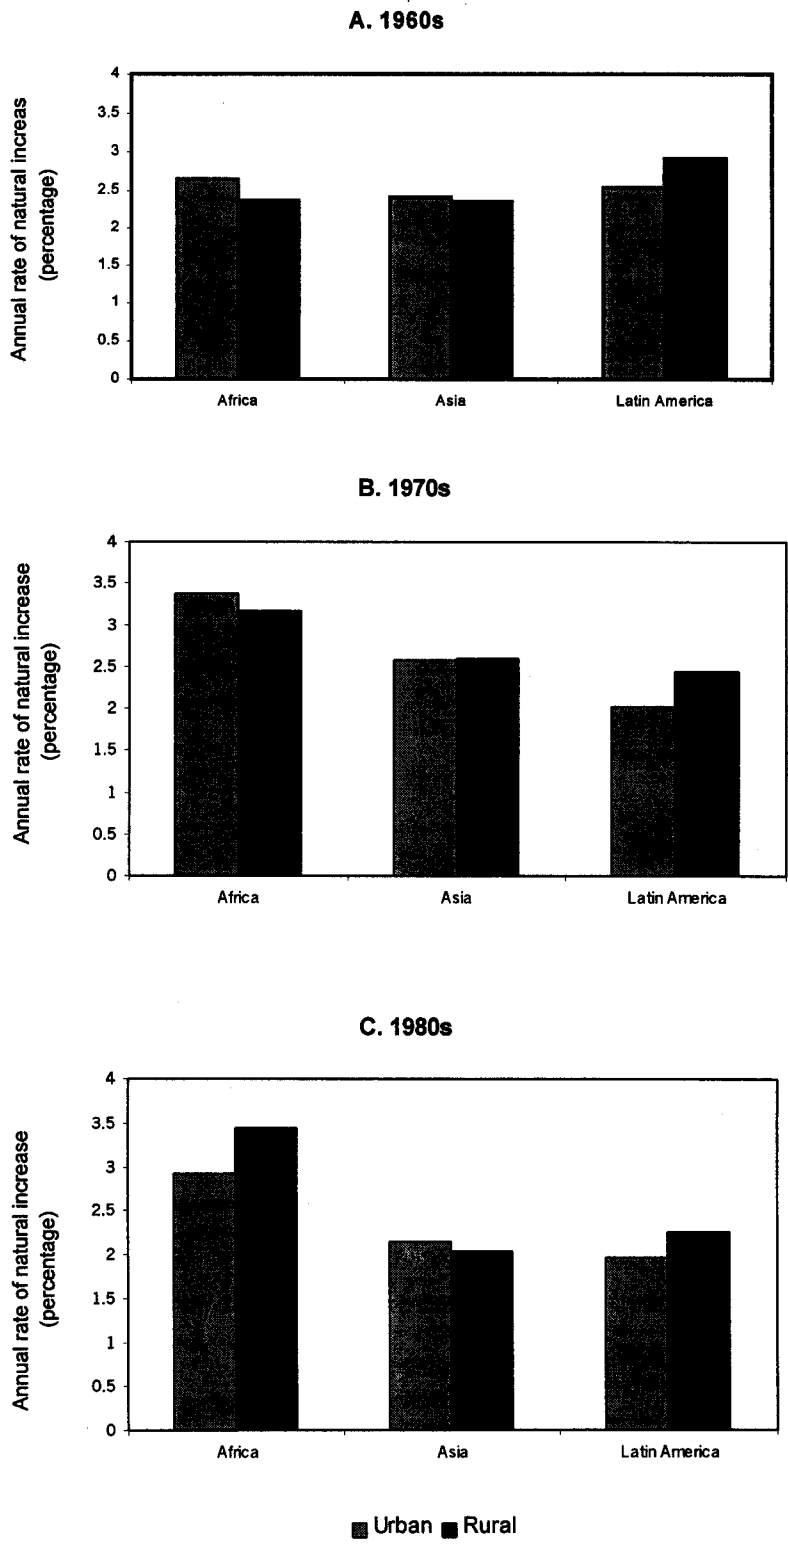 A. 1960s
Annual rate of natural increas
(percentage)
4
3.5
3
2.5
2
1.5
1
0.5
0
Africa
Asia
Latin America
B. 1970s
Annual rate of natural increase
(percentage)
4
3.5
3
2.5
2
1.5
1
0.5
0
Africa
Asia
Latin America
C. 1980s
Annual rate of natural increase
(percentage)
4
3.5
3
2.5
2
1.5
1
0.5
0
Africa
Asia
Latin America
Urban Rural